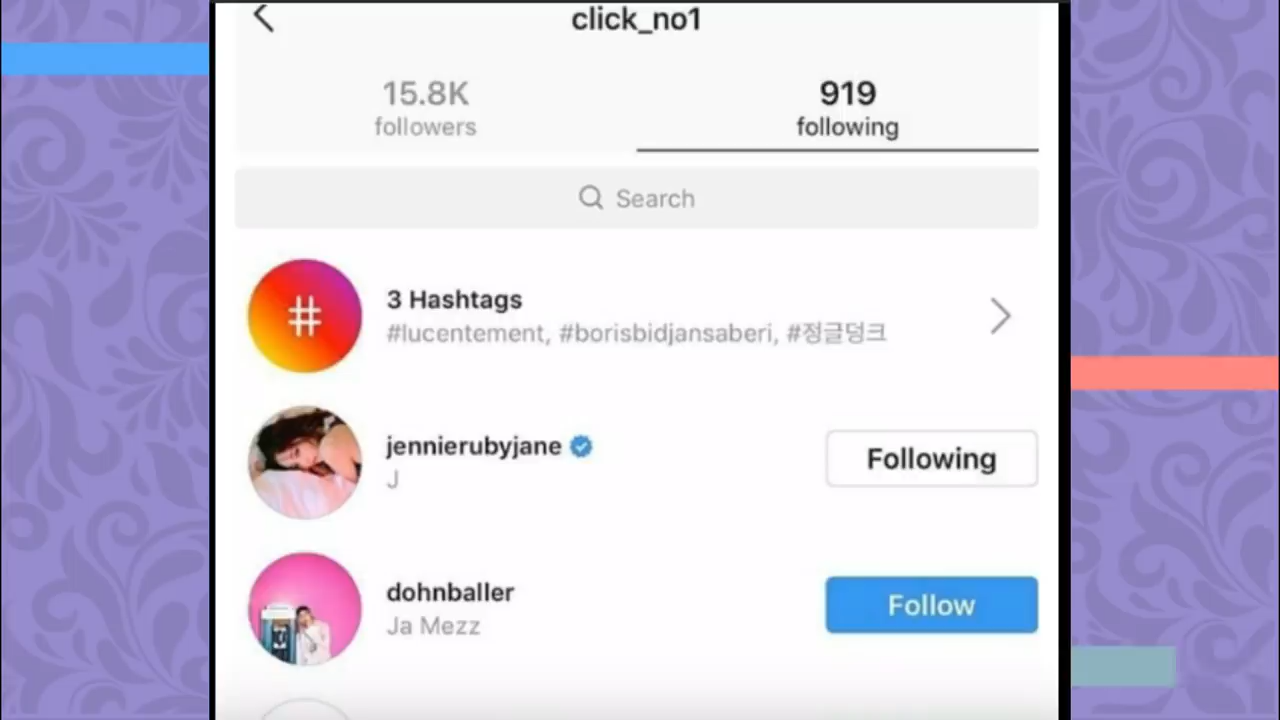 click_no1
15.8K
followers
919
following
Search
#
3 Hashtags
#lucentement, #borisbidjansaberi, #정글덩크
jennierubyjane
J
Following
dohnballer
Ja Mezz
Follow